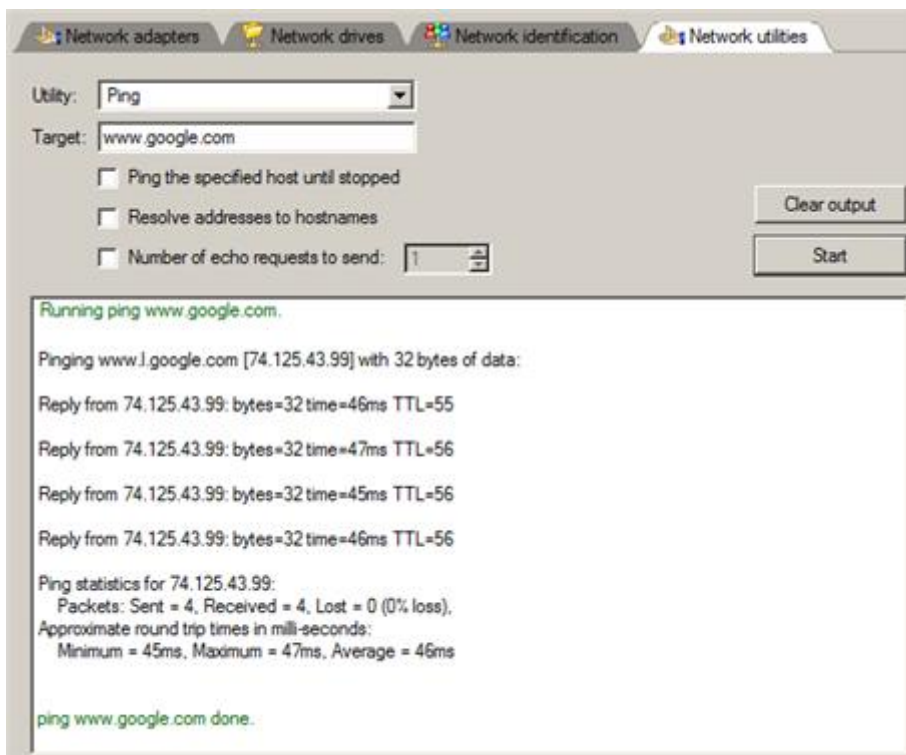 Network adapters Network drives Network identification Network utilities
Utility: Ping
Target: www.google.com
Ping the specified host until stopped
Resolve addresses to hostnames
Clear output
Number of echo requests to send: 1
Start
Running ping www.google.com.
Pinging www.l.google.com [74.125.43.99] with 32 bytes of data:
Reply from 74.125.43.99: bytes=32 time=46ms TTL=55
Reply from 74.125.43.99: bytes=32 time=47ms TTL=56
Reply from 74.125.43.99: bytes=32 time=45ms TTL=56
Reply from 74.125.43.99: bytes=32 time=46ms TTL=56
Ping statistics for 74.125.43.99:
Packets: Sent = 4, Received = 4, Lost = 0 (0% loss),
Approximate round trip times in milli-seconds:
Minimum = 45ms, Maximum = 47ms, Average = 46ms
ping www.google.com done.